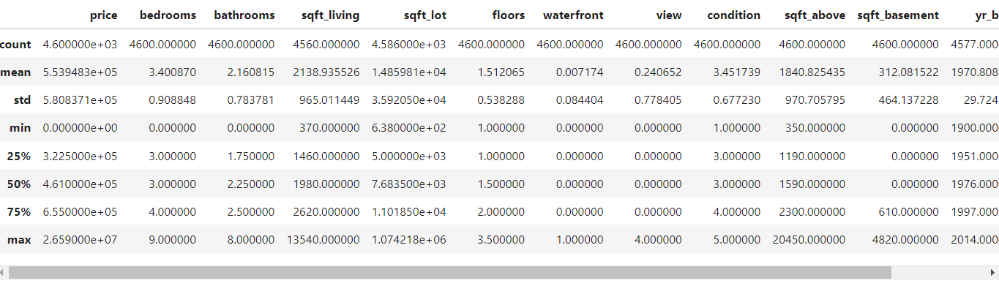 price bedrooms bathrooms sqft_living sqft_lot floors waterfront view condition sqft_above sqft_basement yr_b
count 4.600000e+03 4600.000000 4600.000000 4560.000000 4.586000e+03 4600.000000 4600.000000 4600.000000 4600.000000 4600.000000 4600.000000 4577.000
mean 5.539483e+05 3.400870 2.160815 2138.935526 1.485981e+04 1.512065 0.007174 0.240652 3.451739 1840.825435 312.081522 1970.808
std 5.808371e+05 0.908848 0.783781 965.011449 3.592050e+04 0.538288 0.084404 0.778405 0.677230 970.705795 464.137228 29.724
min 0.000000e+00 0.000000 0.000000 370.000000 6.380000e+02 1.000000 0.000000 0.000000 1.000000 350.000000 0.000000 1900.000
25% 3.225000e+05 3.000000 1.750000 1460.000000 5.000000e+03 1.000000 0.000000 0.000000 3.000000 1190.000000 0.000000 1951.000
50% 4.610000e+05 3.000000 2.250000 1980.000000 7.683500e+03 1.500000 0.000000 0.000000 3.000000 1590.000000 0.000000 1976.000
75% 6.550000e+05 4.000000 2.500000 2620.000000 1.101850e+04 2.000000 0.000000 0.000000 4.000000 2300.000000 610.000000 1997.000
max 2.659000e+07 9.000000 8.000000 13540.000000 1.074218e+06 3.500000 1.000000 4.000000 5.000000 20450.000000 4820.000000 2014.000